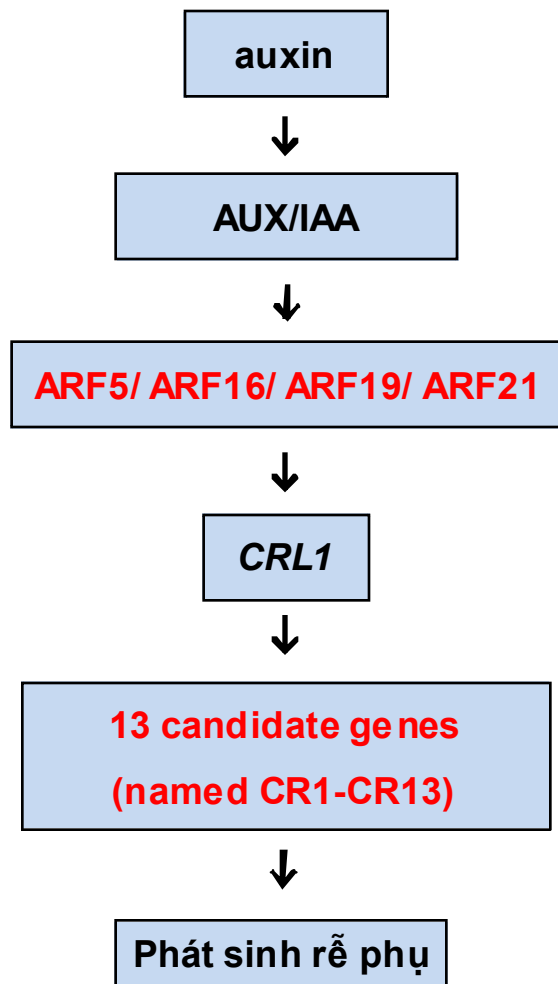 auxin
AUX/IAA
ARF5/ ARF16/ ARF19/ ARF21
CRL1
13 candidate genes
(named CR1-CR13)
Phát sinh rễ phụ